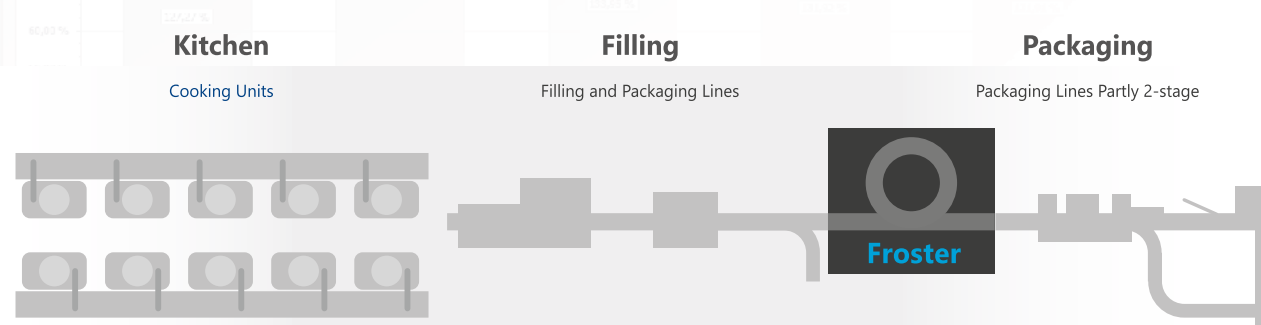 Kitchen
Filling
Packaging
Cooking Units
Filling and Packaging Lines
Packaging Lines Partly 2-stage
Froster